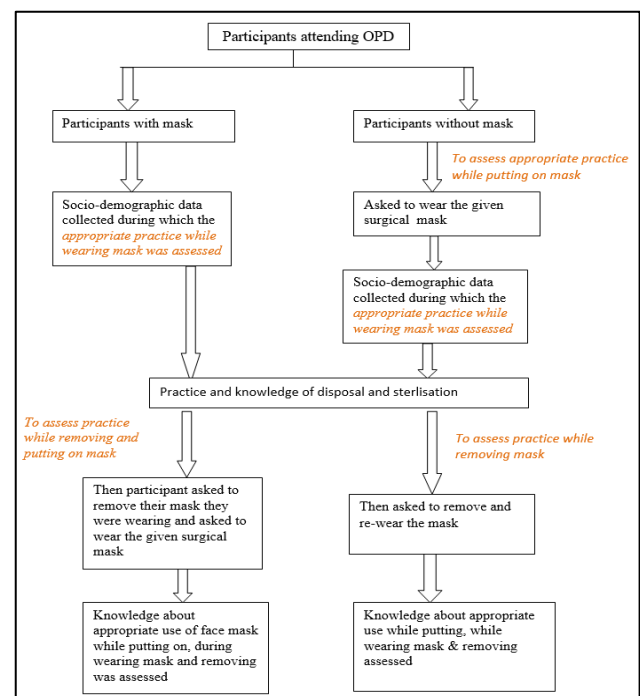 Participants attending OPD
Participants with mask
Participants without mask
To assess appropriate practice
while putting on mask
Socio-demographic data
collected during which the
appropriate practice while
wearing mask was assessed
Asked to wear the given
surgical mask
Socio-demographic data
collected during which the
appropriate practice while
wearing mask was assessed
Practice and knowledge of disposal and sterlisation
To assess practice
while removing and
putting on mask
To assess practice while
removing mask
Then participant asked to
remove their mask they
were wearing and asked to
wear the given surgical
mask
Then asked to remove and
re-wear the mask
Knowledge about
appropriate use of face mask
while putting on, during
wearing mask and removing
was assessed
Knowledge about appropriate
use while putting, while
wearing mask & removing
assessed